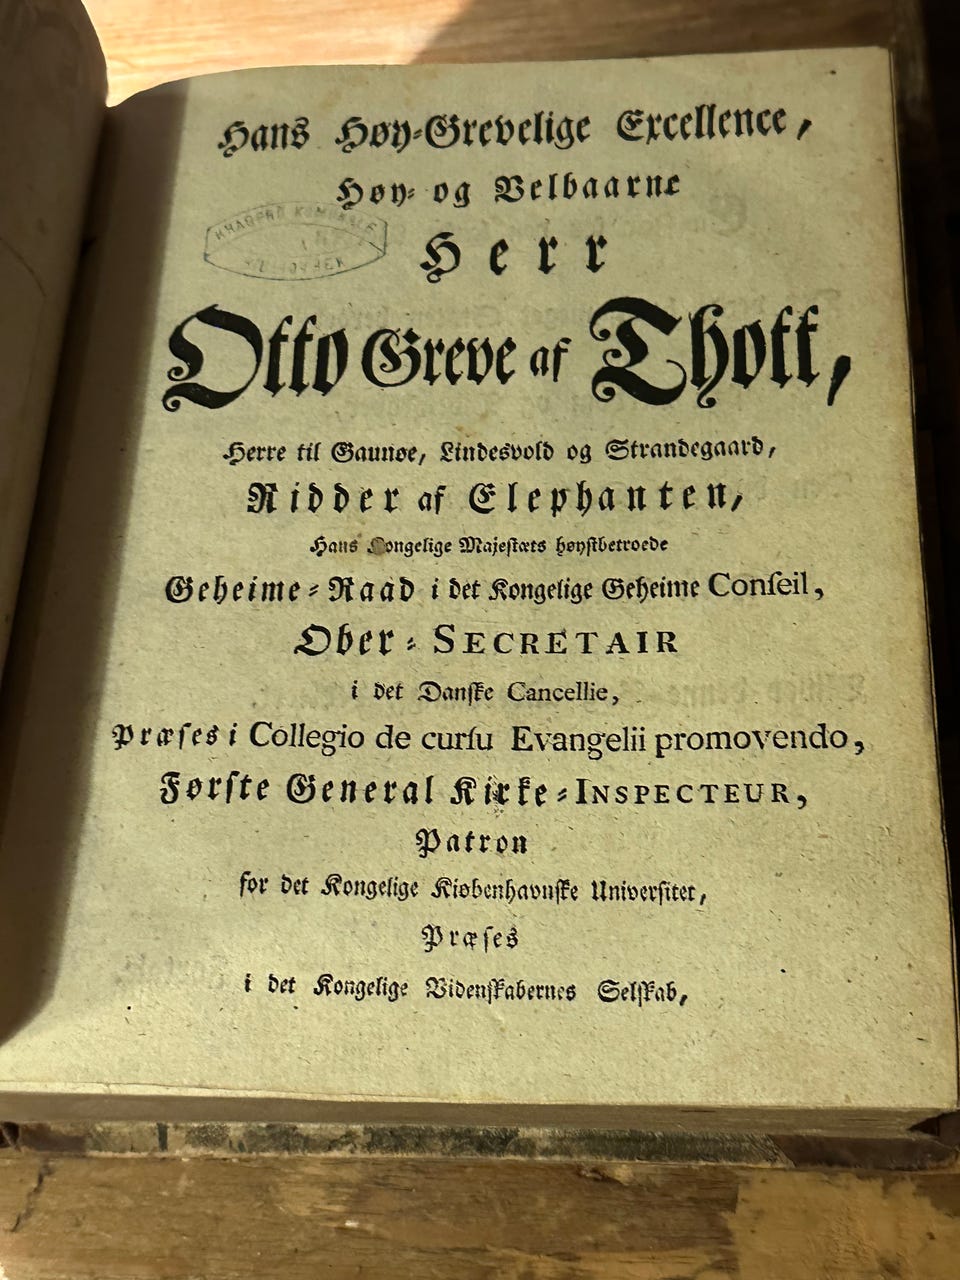 Hans Høy-Grevelige Excellence,
Høy- og Velbaarne
KRAGERØ KOMMUNALE
Herr
Otto Greve af Thott,
Herre til Gaunøe, Lindesvold og Strandegaard,
Ridder af Elephanten,
Hans Kongelige Majestæts høystbetroede
Geheime-Raad i det Kongelige Geheime Conſeil,
Ober-SECRETAIR
i det Danſke Cancellie,
Præſes i Collegio de curſu Evangelii promovendo,
Førſte General Kirke-INSPECTEUR,
Patron
for det Kongelige Kiøbenhavnſke Univerſitet,
Præſes
i det Kongelige Videnſkabernes Selſkab,